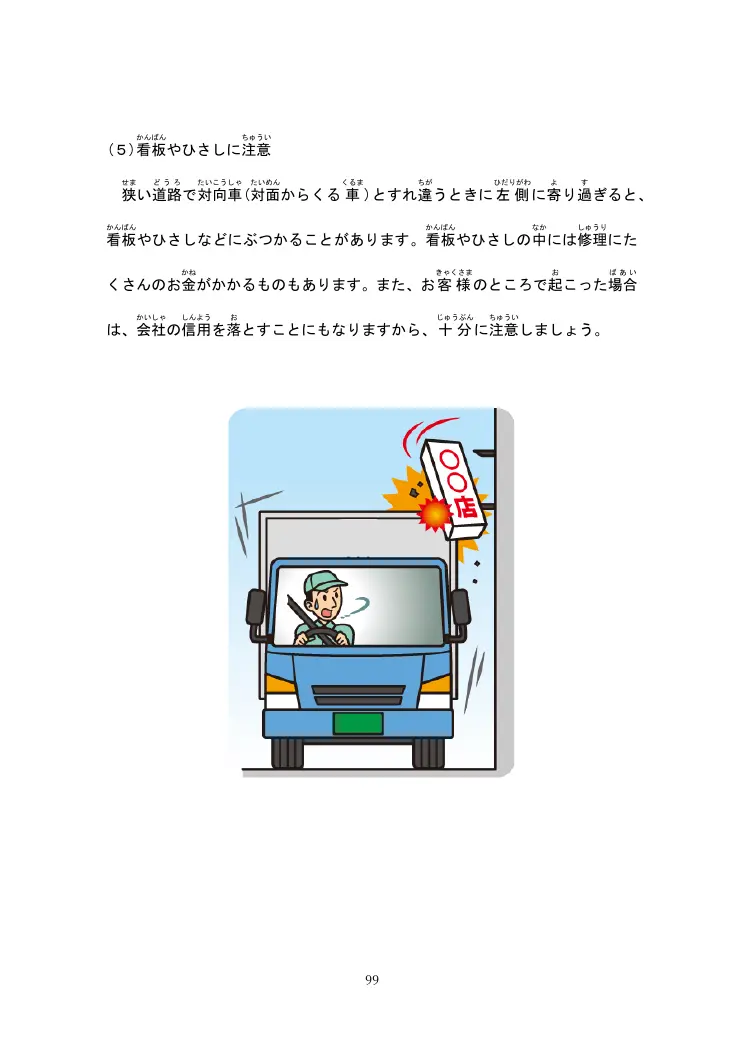 （５）看板やひさしに注意
狭い道路で対向車（対面からくる車）とすれ違うときに左側に寄り過ぎると、
看板やひさしなどにぶつかることがあります。看板やひさしの中には修理にた
くさんのお金がかかるものもあります。また、お客様のところで起こった場合
は、会社の信用を落とすことにもなりますから、十分に注意しましょう。
〇〇店
99